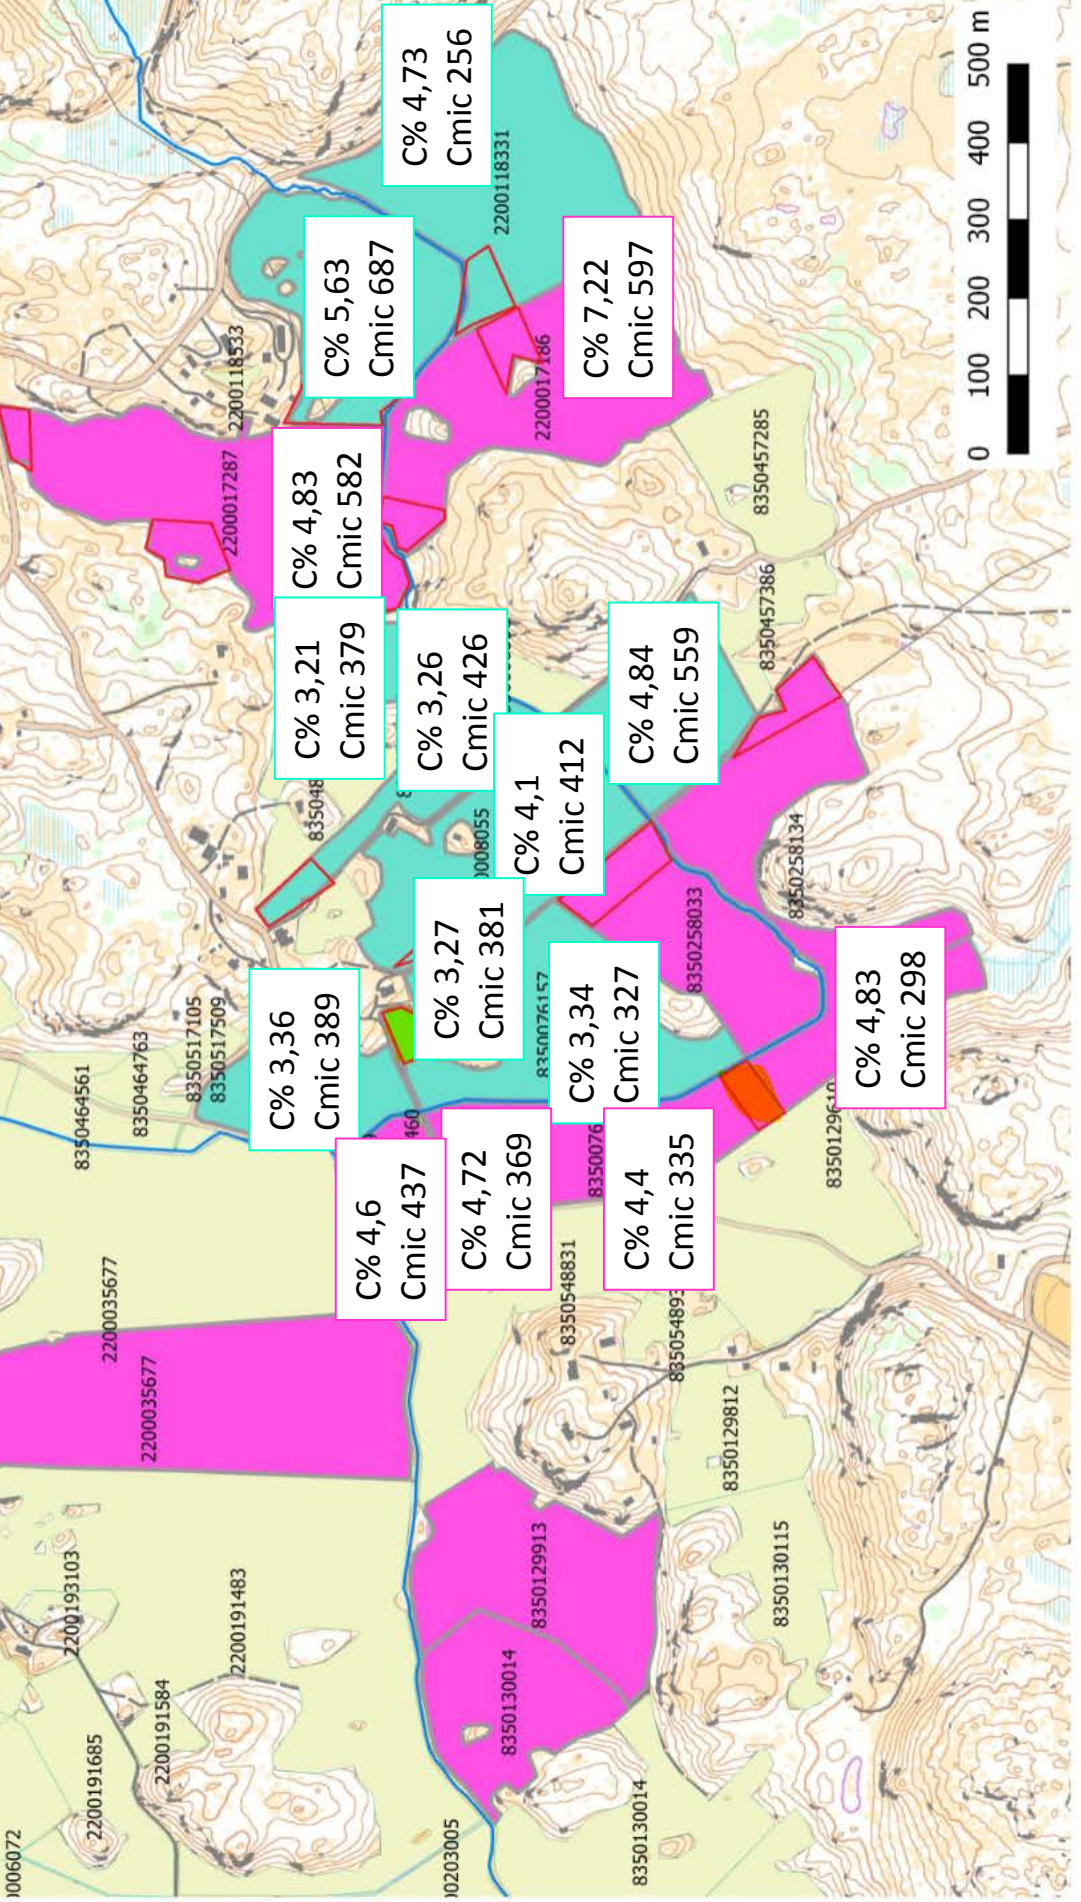 2200006072
2200191685
2200193103
2200191584
2200191483
2200035677
2200035677
8350464561
8350464763
8350517105
8350517509
2200017287
2200118533
C% 3,36
Cmic 389
C% 3,21
Cmic 379
C% 4,83
Cmic 582
C% 5,63
Cmic 687
C% 4,73
Cmic 256
C% 4,6
Cmic 437
C% 3,27
Cmic 381
C% 3,26
Cmic 426
C% 4,72
Cmic 369
C% 4,1
Cmic 412
2200118331
2200017186
8350130014
8350129913
8350548831
8350076157
C% 3,34
Cmic 327
C% 7,22
Cmic 597
C% 4,4
Cmic 335
C% 4,84
Cmic 559
8350130014
8350258033
8350129812
8350130115
8350258134
8350457386
8350457285
C% 4,83
Cmic 298
0 100 200 300 400 500 m